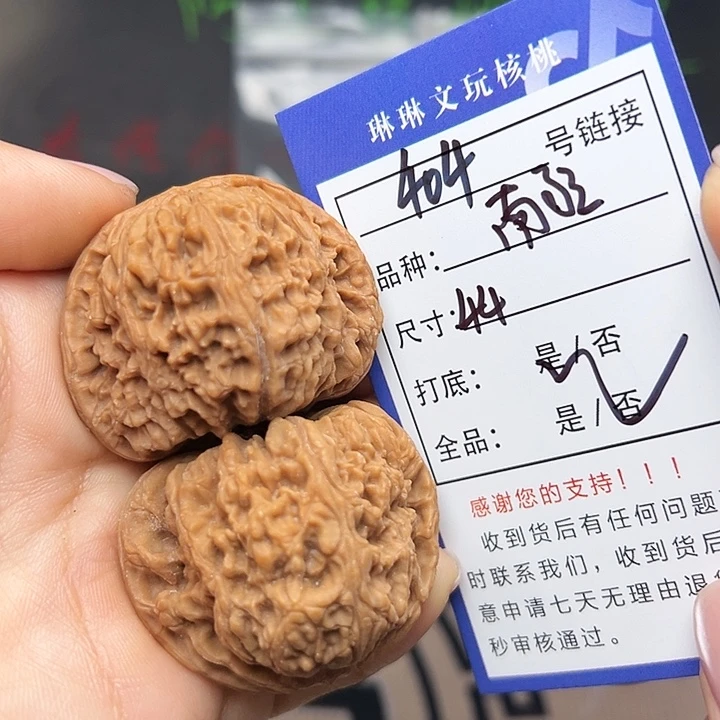 琳琳文玩核桃
404 号链接
品种：南疆
尺寸：44
打底： 是/否
全品： 是/否
感谢您的支持！！！
收到货后有任何问题
时联系我们，收到货后
意申请七天无理由退货
秒审核通过。